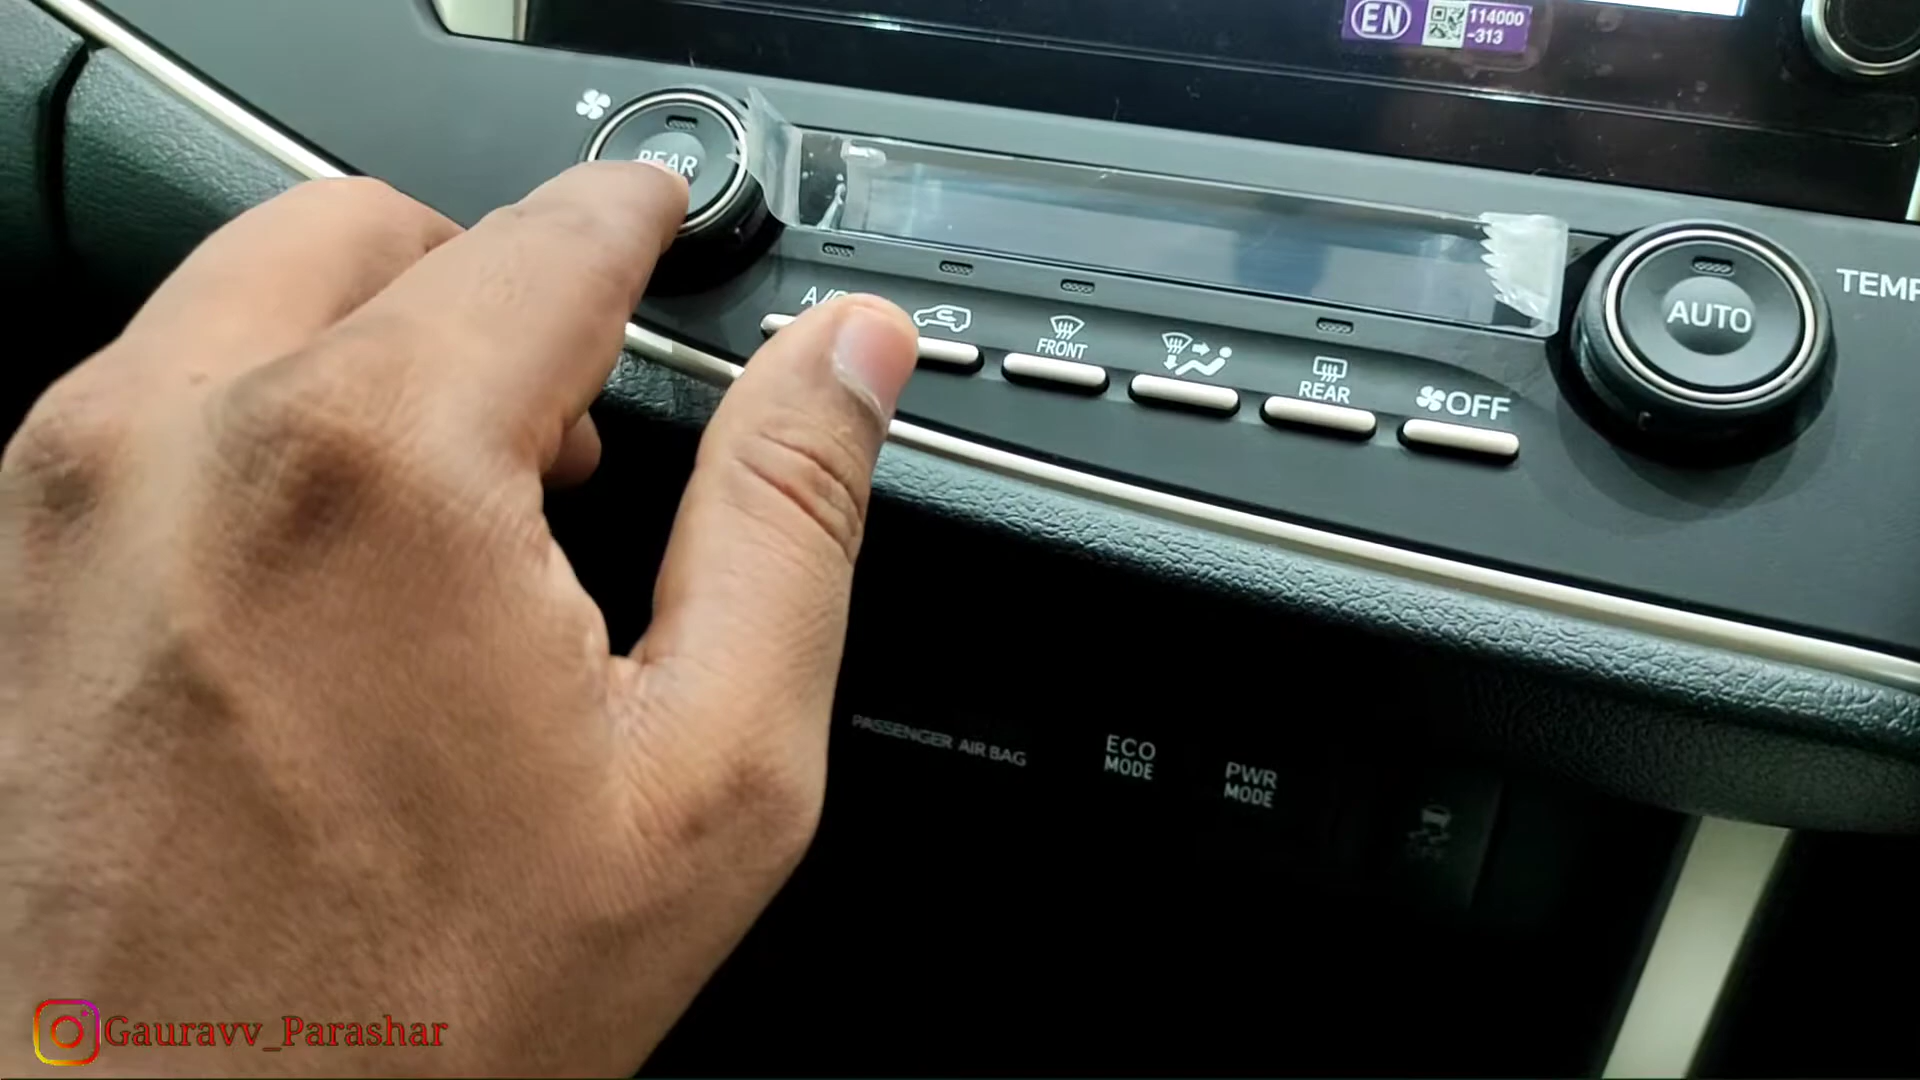 EN
114000
-313
REAR
TEMP
AUTO
A/C
FRONT
REAR
OFF
PASSENGER AIR BAG
ECO
MODE
PWR
MODE
Gauravv_Parashar